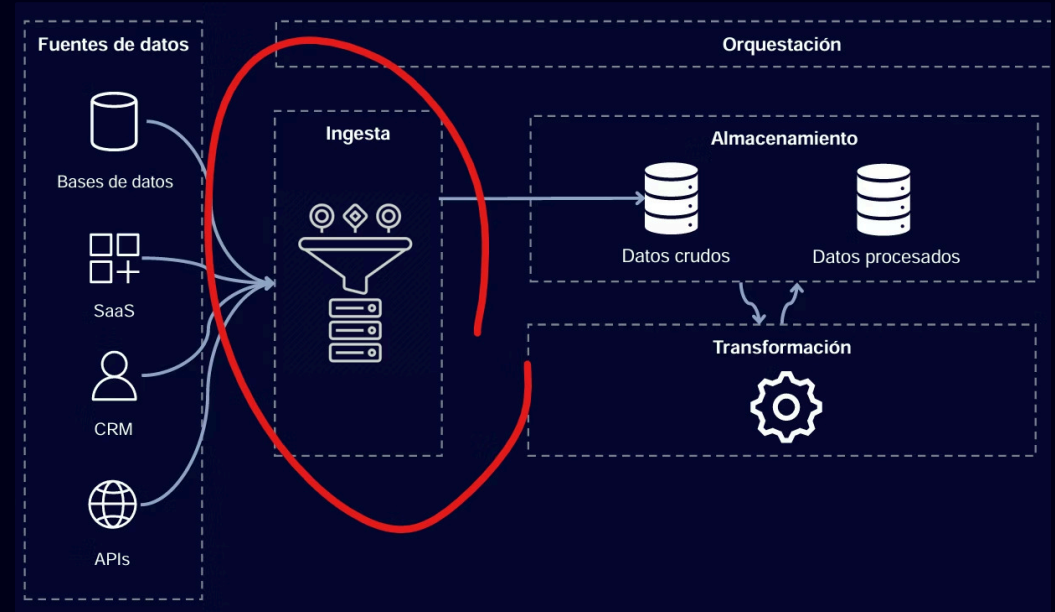 Fuentes de datos
Orquestación
Ingesta
Almacenamiento
Bases de datos
Datos crudos
Datos procesados
SaaS
Transformación
CRM
APIs